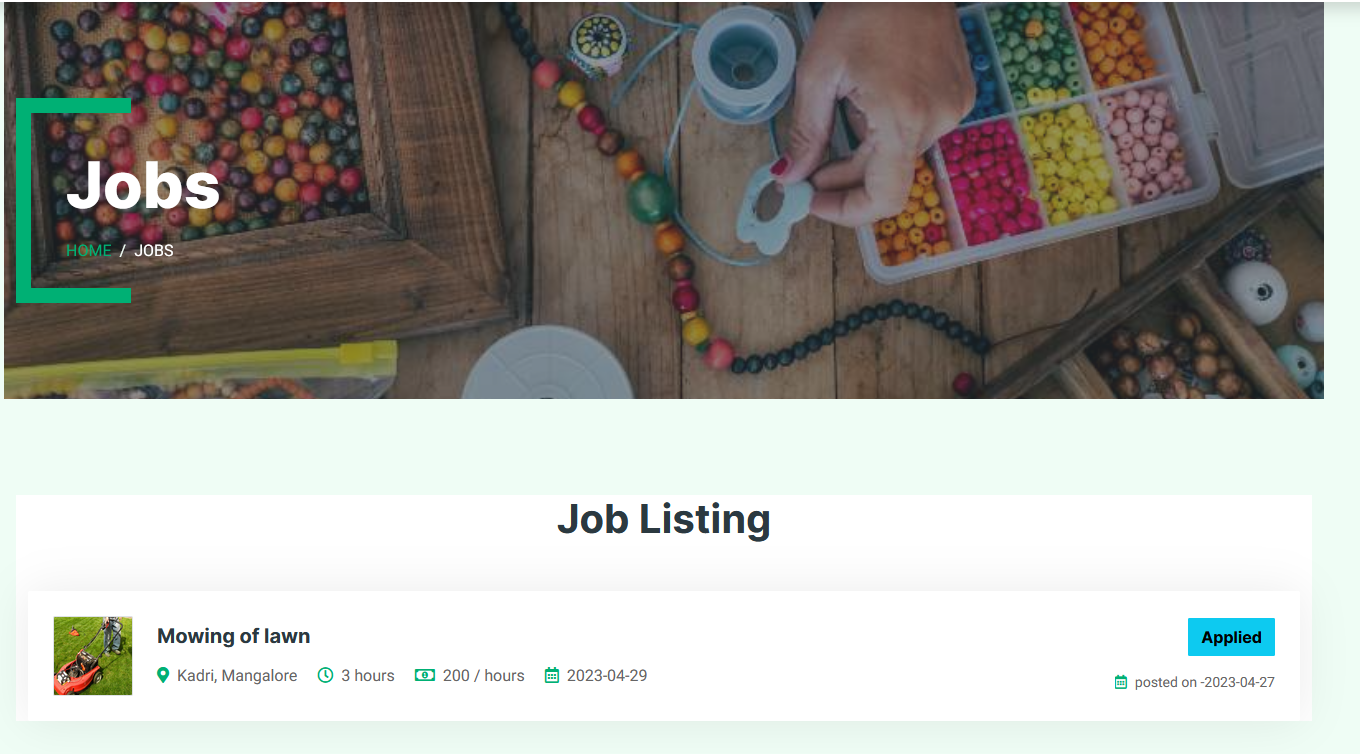 Jobs
HOME / JOBS
Job Listing
Mowing of lawn
Applied
Kadri, Mangalore 3 hours 200 / hours 2023-04-29
posted on -2023-04-27